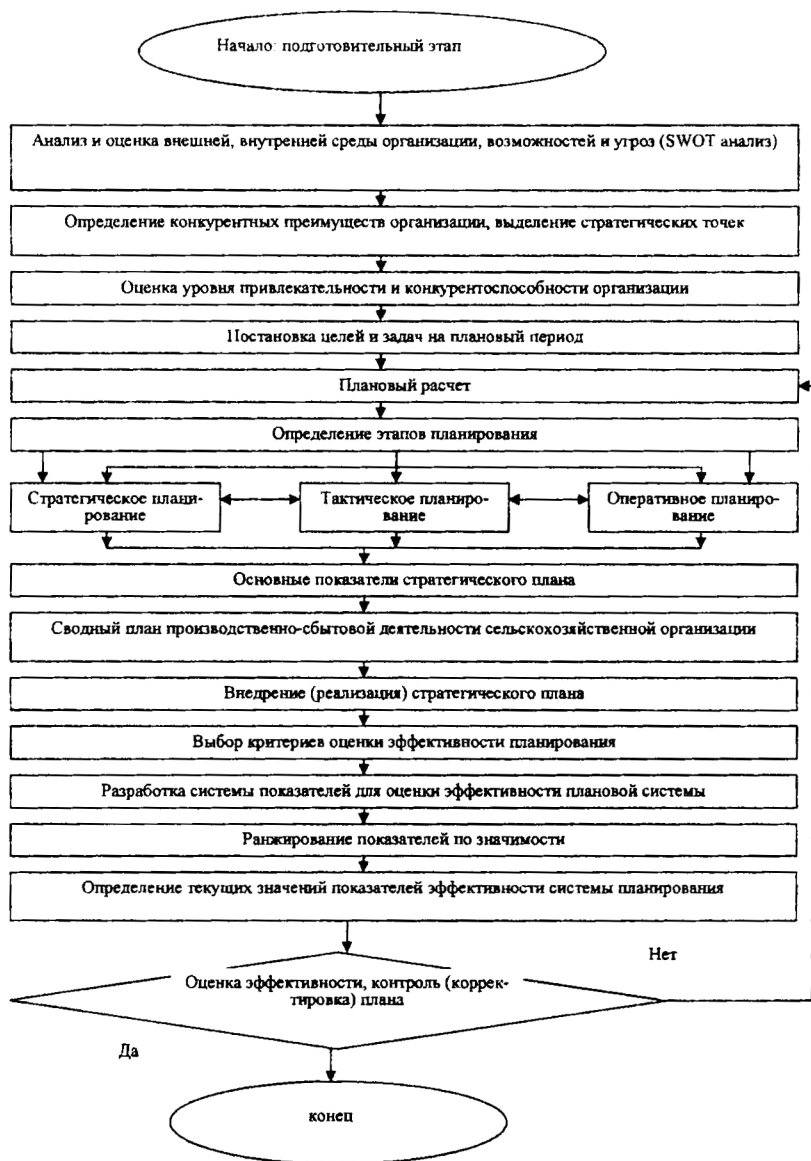 Начало: подготовительный этап
Анализ и оценка внешней, внутренней среды организации, возможностей и угроз (SWOT анализ)
Определение конкурентных преимуществ организации, выделение стратегических точек
Оценка уровня привлекательности и конкурентоспособности организации
Постановка целей и задач на плановый период
Плановый расчет
Определение этапов планирования
Стратегическое плани-
рование
Тактическое планиро-
вание
Оперативное планиро-
вание
Основные показатели стратегического плана
Сводный план производственно-сбытовой деятельности сельскохозяйственной организации
Внедрение (реализация) стратегического плана
Выбор критериев оценки эффективности планирования
Разработка системы показателей для оценки эффективности плановой системы
Ранжирование показателей по значимости
Определение текущих значений показателей эффективности системы планирования
Нет
Оценка эффективности, контроль (коррек-
тировка) плана
Да
конец